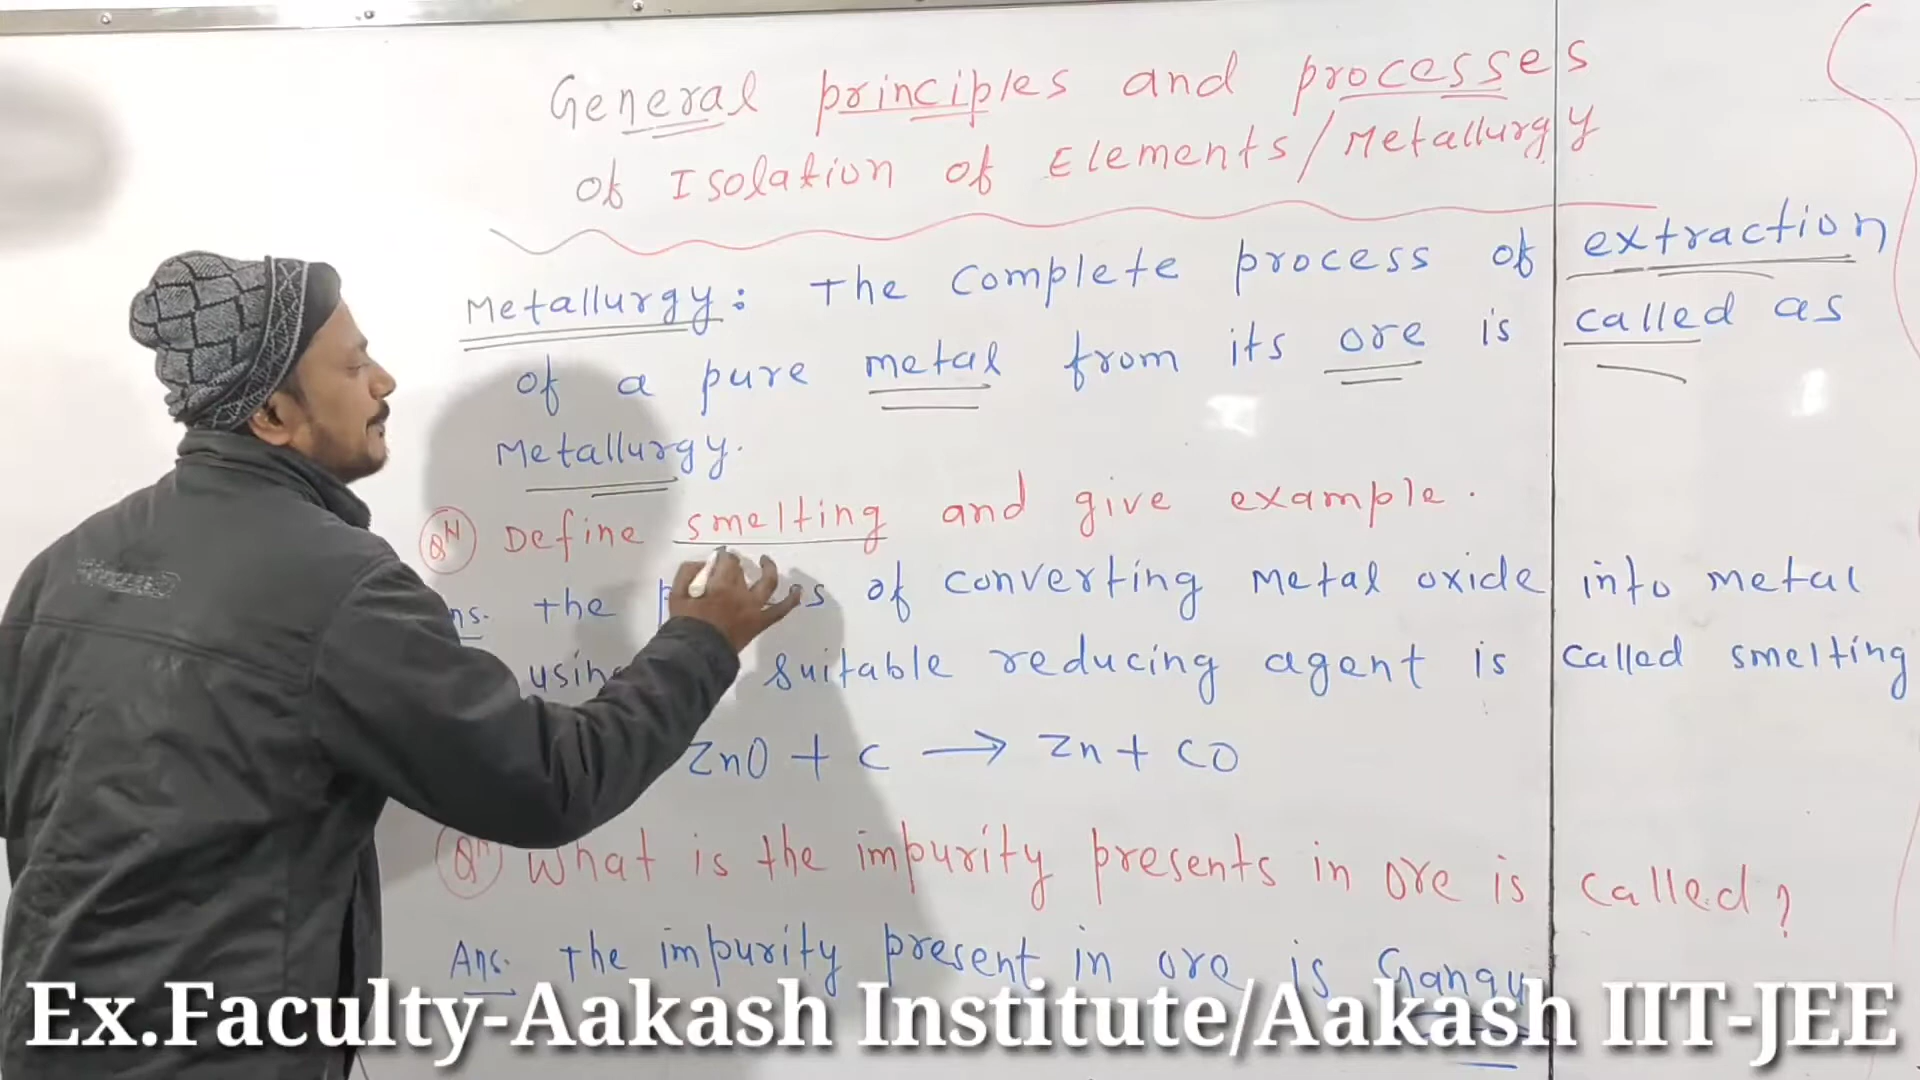 General principles and processes
of Isolation of Elements/Metallurgy
Metallurgy: The complete process of extraction
of a pure metal from its ore is called as
Metallurgy.
Qn Define smelting and give example.
the of converting metal oxide into metal
suitable reducing agent is called smelting
ZnO + C → Zn + CO
Qn What is the impurity presents in ore is called?
Ans. The impurity present in ore is
Ex.Faculty-Aakash Institute/Aakash IIT-JEE